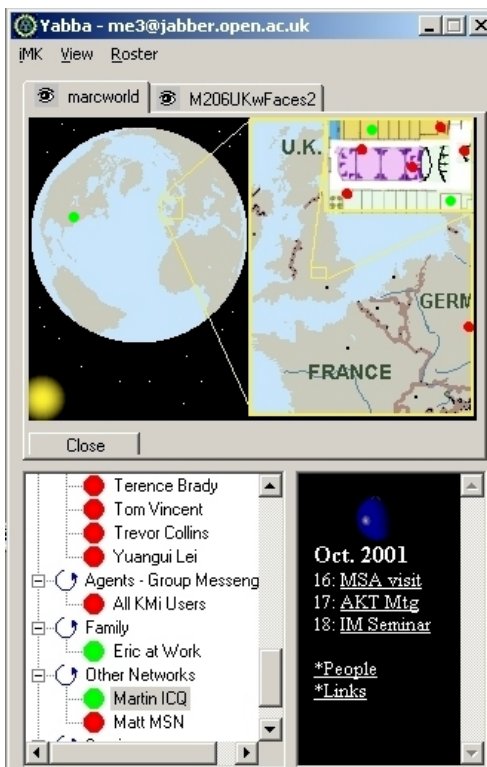 Yabba - me3@jabber.open.ac.uk
iMK View Roster
marcworld M206UKwFaces2
U.K.
GERM
FRANCE
Close
Terence Brady
Tom Vincent
Trevor Collins
Yuangui Lei
Agents - Group Messeng
All KMi Users
Family
Eric at Work
Other Networks
Martin ICQ
Matt MSN
Oct. 2001
16: MSA visit
17: AKT Mtg
18: IM Seminar
*People
*Links